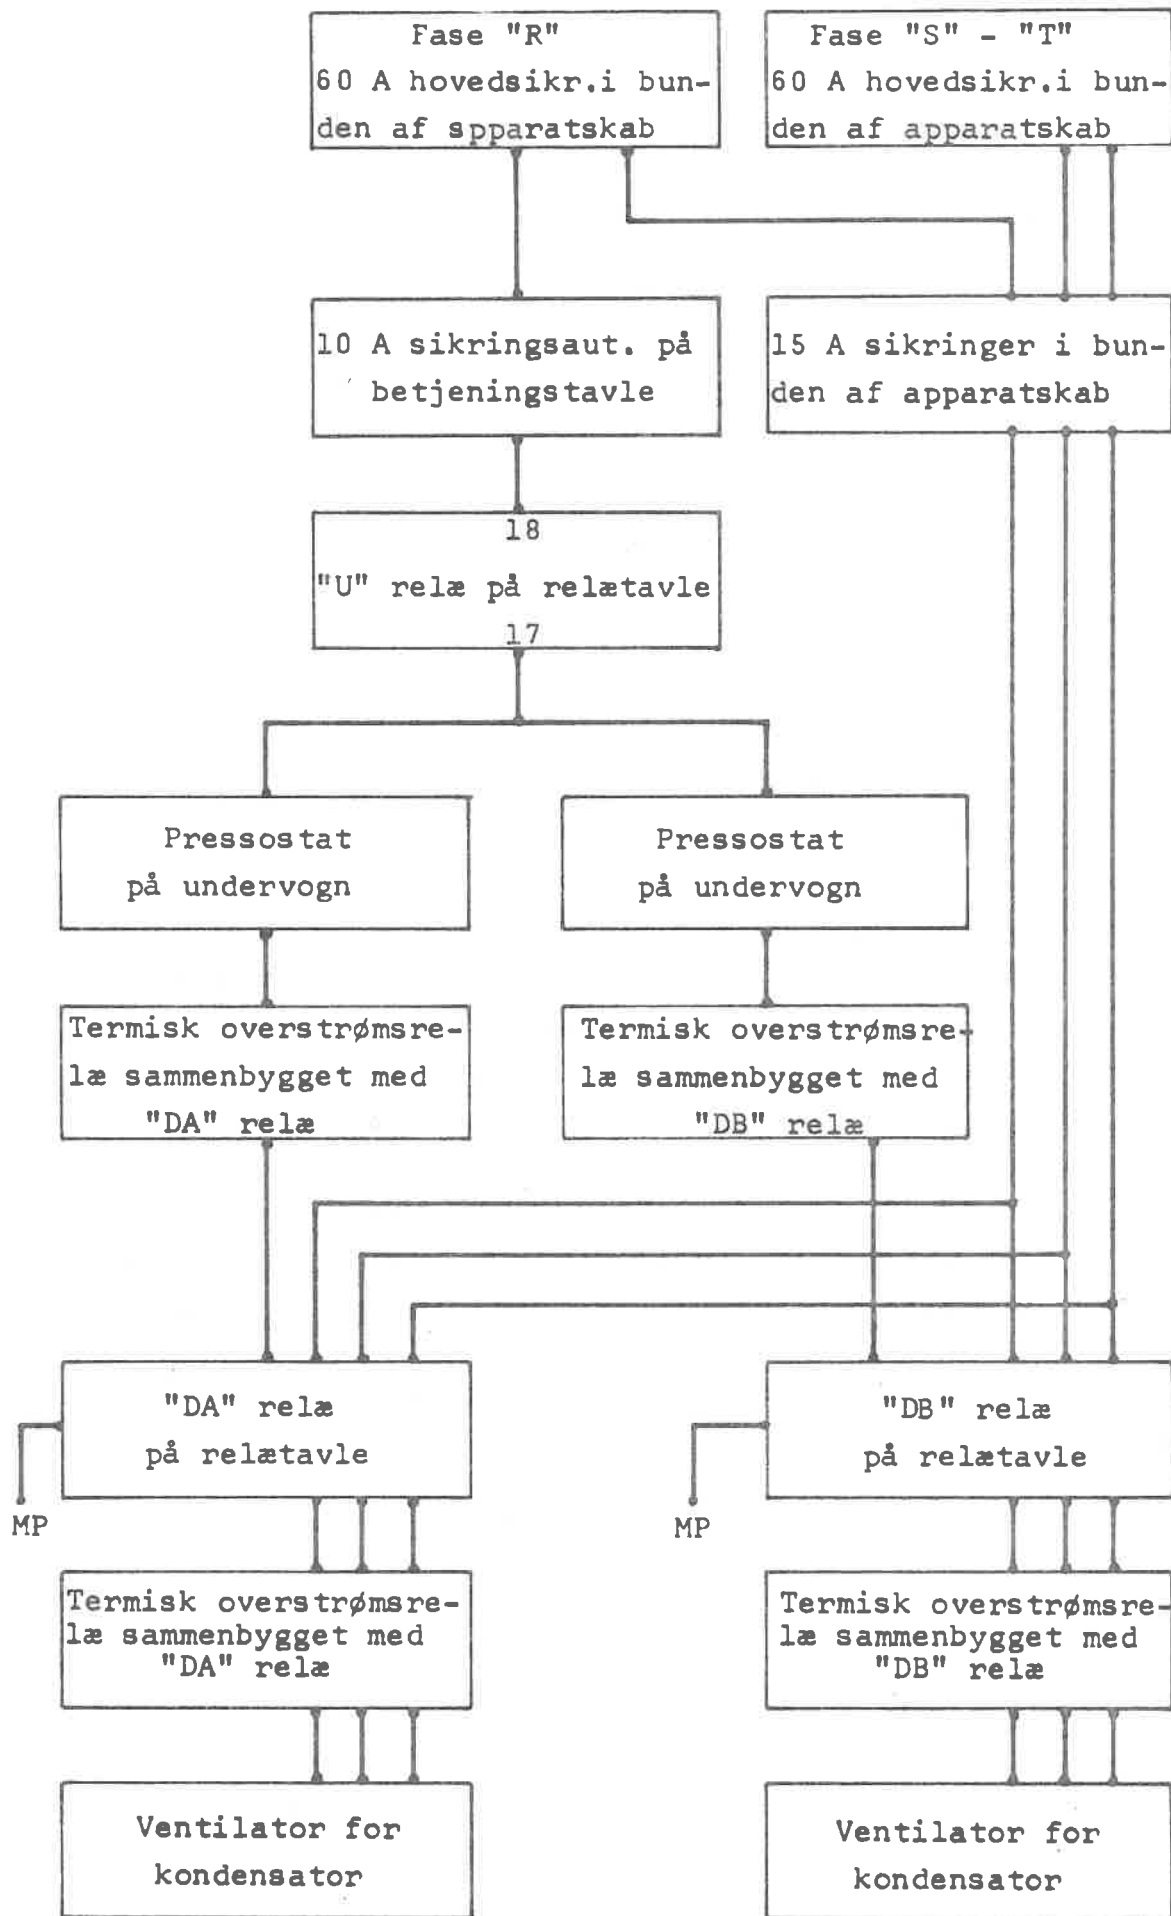 Fase "R"
60 A hovedsikr.i bun-
den af spparatskab
Fase "S" - "T"
60 A hovedsikr.i bun-
den af apparatskab
10 A sikringsaut. på
betjeningstavle
15 A sikringer i bun-
den af apparatskab
18
"U" relæ på relætavle
17
Pressostat
på undervogn
Pressostat
på undervogn
Termisk overstrømsre-
læ sammenbygget med
"DA" relæ
Termisk overstrømsre-
læ sammenbygget med
"DB" relæ
"DA" relæ
på relætavle
"DB" relæ
på relætavle
MP
MP
Termisk overstrømsre-
læ sammenbygget med
"DA" relæ
Termisk overstrømsre-
læ sammenbygget med
"DB" relæ
Ventilator for
kondensator
Ventilator for
kondensator